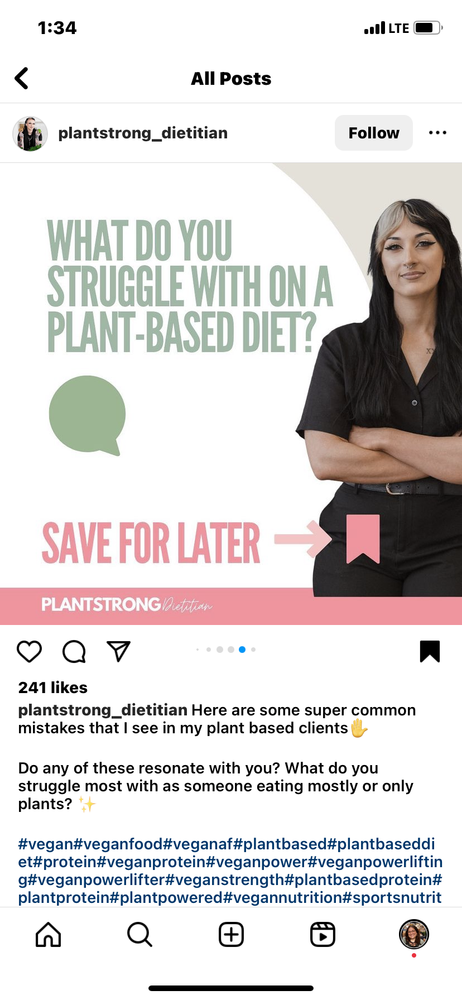 1:34
LTE
All Posts
plantstrong_dietitian
Follow
WHAT DO YOU
STRUGGLE WITH ON A
PLANT-BASED DIET?
SAVE FOR LATER
PLANTSTRONG Dietitian
241 likes
plantstrong_dietitian Here are some super common
mistakes that I see in my plant based clients✋
Do any of these resonate with you? What do you
struggle most with as someone eating mostly or only
plants? ✨
#vegan#veganfood#veganaf#plantbased#plantbaseddi
et#protein#veganprotein#veganpower#veganpowerliftin
g#veganpowerlifter#veganstrength#plantbasedprotein#
plantprotein#plantpowered#vegannutrition#sportsnutrit